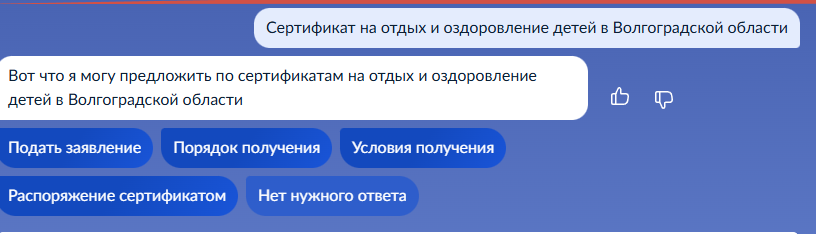 Сертификат на отдых и оздоровление детей в Волгоградской области
Вот что я могу предложить по сертификатам на отдых и оздоровление
детей в Волгоградской области
Подать заявление Порядок получения Условия получения
Распоряжение сертификатом Нет нужного ответа